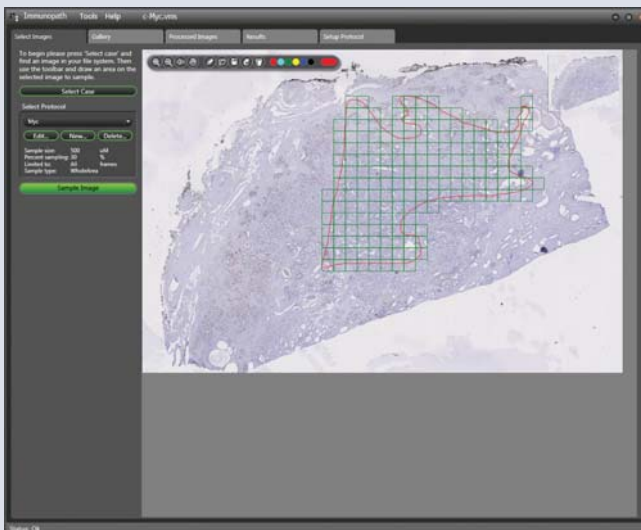 Immunopath Tools Help c-Myc.vms
Select Images Gallery Processed Images Results Setup Protocol
To begin please press 'Select case' and
find an image in your file system. Then
use the toolbar and draw an area on the
selected image to sample.
Select Case
Select Protocol
Myc
Edit... New... Delete...
Sample size: 500 uM
Percent sampling: 30 %
Limited to: All frames
Sample type: WholeArea
Sample Image
Status: Ok